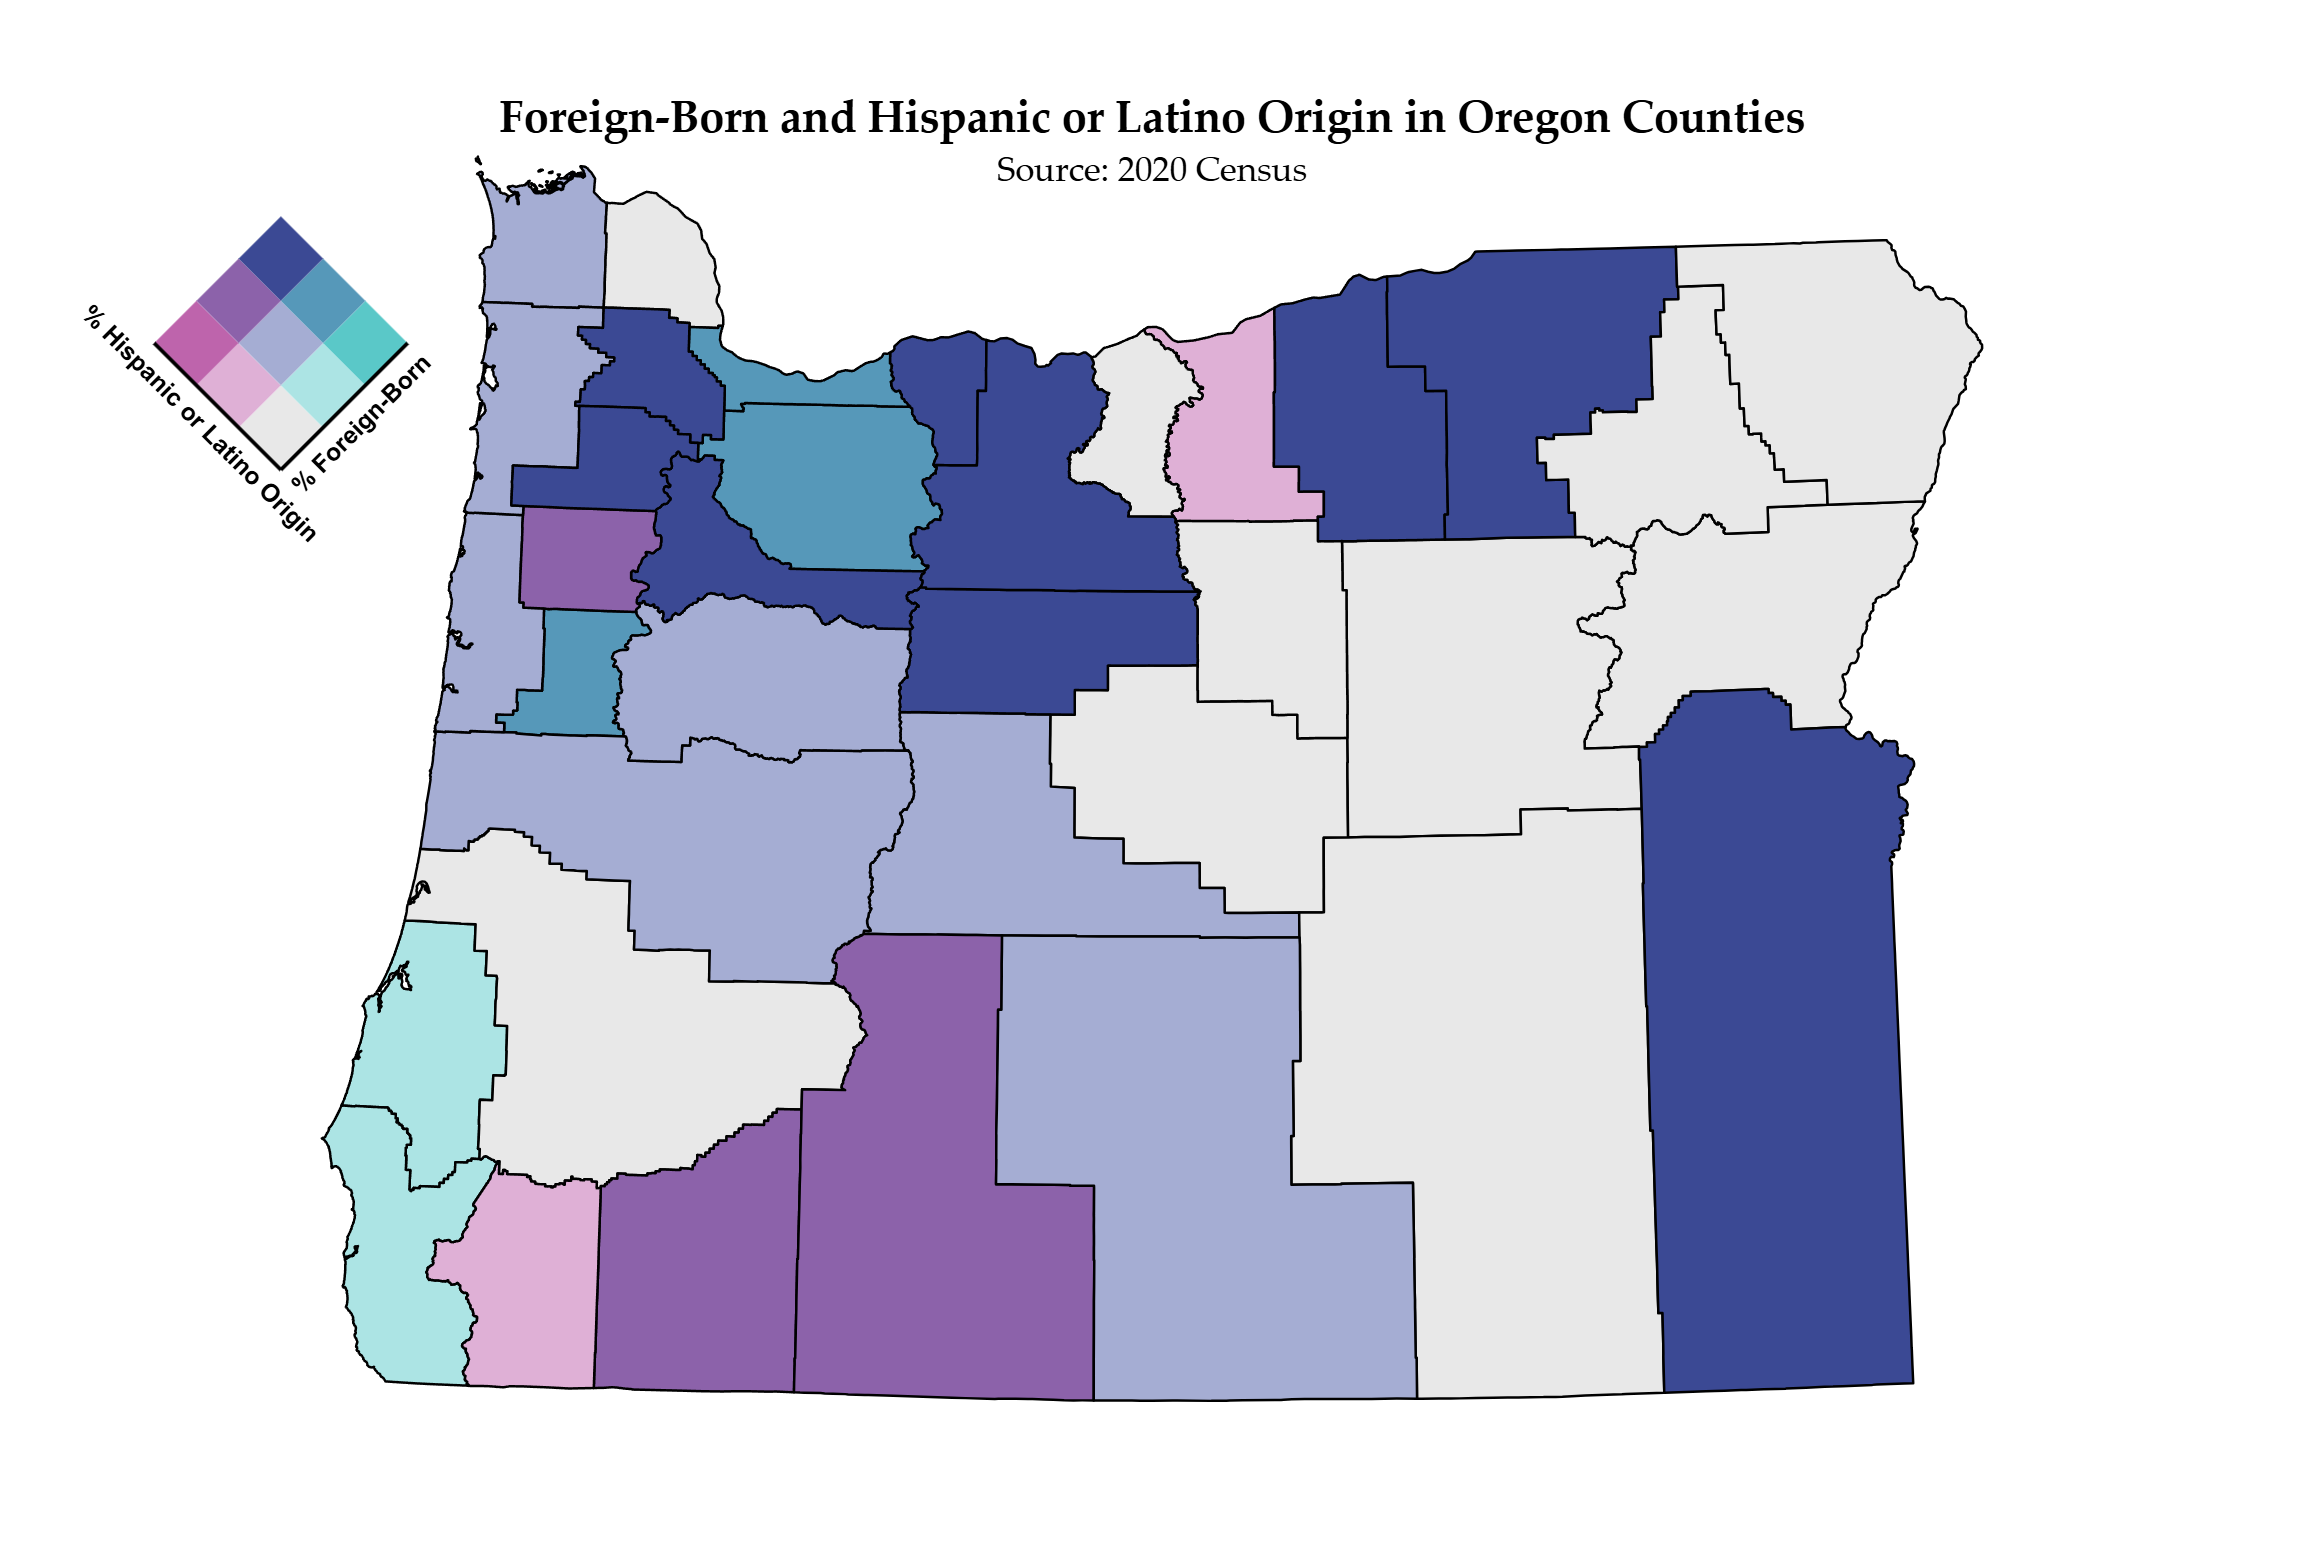 Foreign-Born and Hispanic or Latino Origin in Oregon Counties
Source: 2020 Census
% Hispanic or Latino Origin
% Foreign-Born